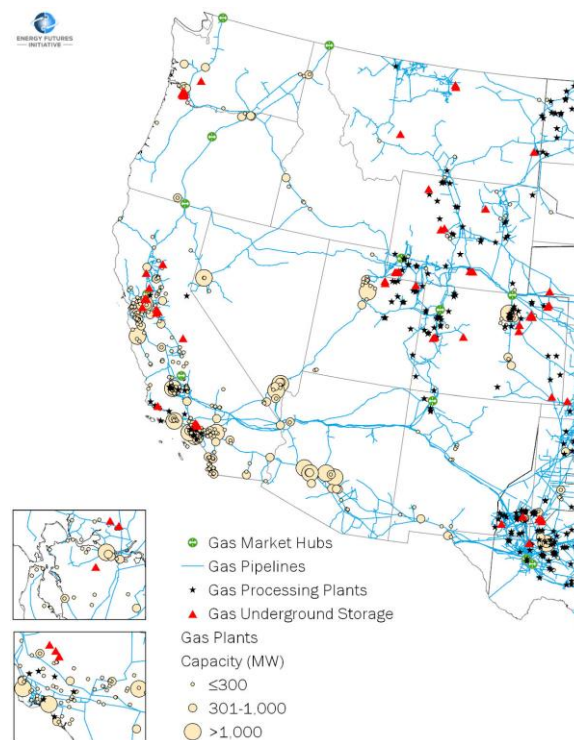 ENERGY FUTURES
INITIATIVE
Gas Market Hubs
Gas Pipelines
Gas Processing Plants
Gas Underground Storage
Gas Plants
Capacity (MW)
≤300
301-1,000
>1,000